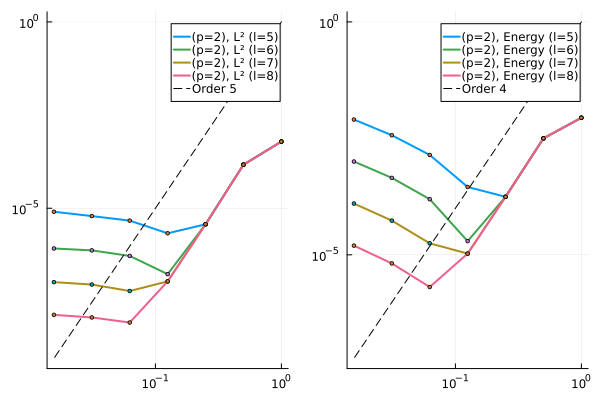 10⁰
10⁻⁵
10⁻¹
10⁰
(p=2), L² (l=5)
(p=2), L² (l=6)
(p=2), L² (l=7)
(p=2), L² (l=8)
Order 5
10⁰
10⁻⁵
10⁻¹
10⁰
(p=2), Energy (l=5)
(p=2), Energy (l=6)
(p=2), Energy (l=7)
(p=2), Energy (l=8)
Order 4